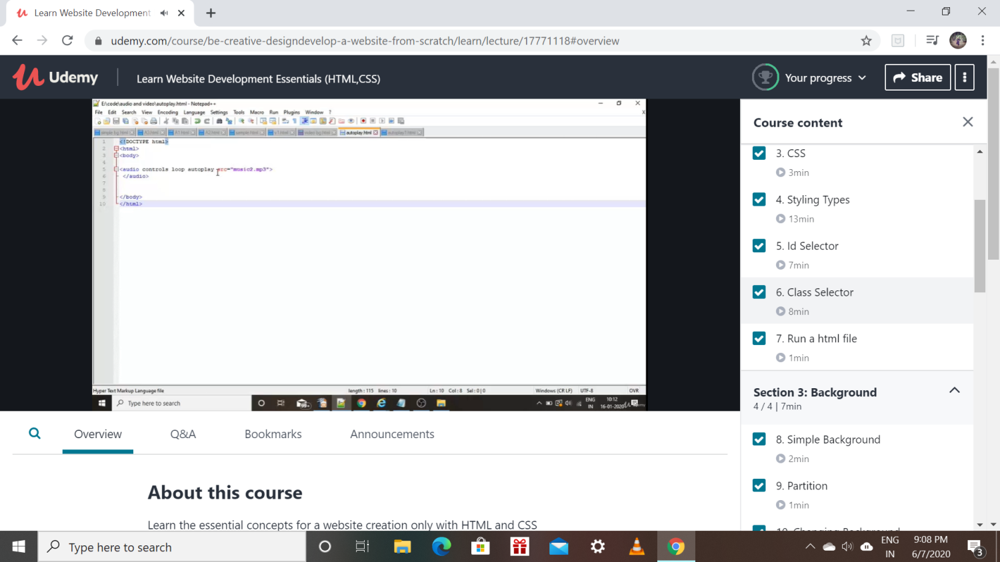 Learn Website Development
udemy.com/course/be-creative-designdevelop-a-website-from-scratch/learn/lecture/17771118#overview
Udemy
Learn Website Development Essentials (HTML,CSS)
Your progress
Share
E:\code\audio and video\autoplay.html - Notepad++
File Edit Search View Encoding Language Settings Tools Macro Run Plugins Window ?
autoplay.html
1 <!DOCTYPE html>
2 <html>
3 <body>
4
5 <audio controls loop autoplay src="music2.mp3">
6 </audio>
7
8
9 </body>
10 </html>
Hyper Text Markup Language file length : 115 lines : 10 Ln : 10 Col : 8 Sel : 0 | 0 Windows (CR LF) UTF-8 OVR
Type here to search
ENG
IN
10:12
16-01-2020
Course content
3. CSS
3min
4. Styling Types
13min
5. Id Selector
7min
6. Class Selector
8min
7. Run a html file
1min
Section 3: Background
4 / 4 | 7min
8. Simple Background
2min
9. Partition
1min
Overview
Q&A
Bookmarks
Announcements
About this course
Learn the essential concepts for a website creation only with HTML and CSS
Type here to search
ENG
IN
9:08 PM
6/7/2020
3